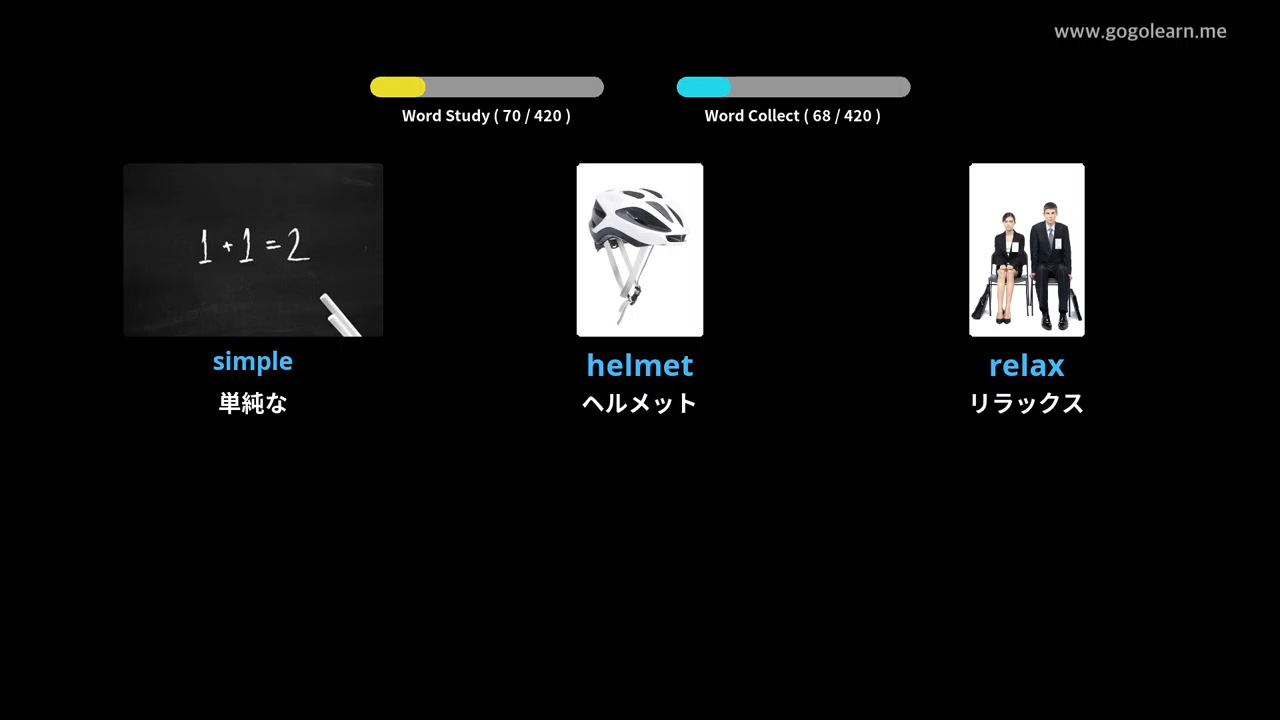 www.gogolearn.me
Word Study ( 70 / 420 )
Word Collect ( 68 / 420 )
1 + 1 = 2
simple
helmet
relax
単純な
ヘルメット
リラックス